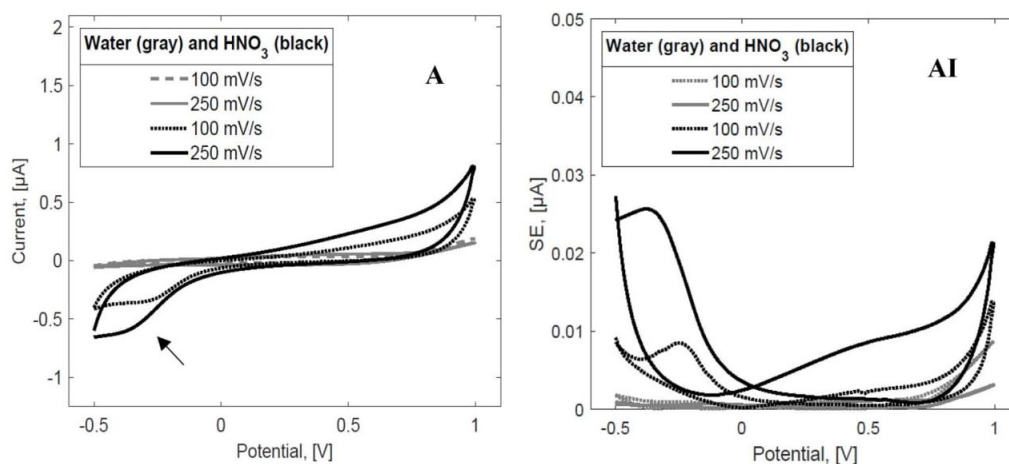 Water (gray) and HNO₃ (black)
100 mV/s
250 mV/s
100 mV/s
250 mV/s
A
2
1.5
1
0.5
0
-0.5
-1
Current, [µA]
-0.5
0
0.5
1
Potential, [V]
Water (gray) and HNO₃ (black)
100 mV/s
250 mV/s
100 mV/s
250 mV/s
AI
0.05
0.04
0.03
0.02
0.01
0
SE, [µA]
-0.5
0
0.5
1
Potential, [V]